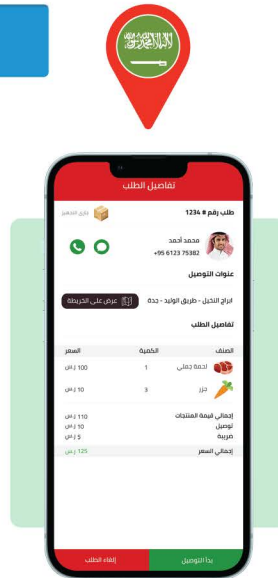 تفاصيل الطلب
طلب رقم # 1234
جاري التجهيز
محمد أحمد
+95 6123 75382
عنوات التوصيل
ابراج النخيل - طريق الوليد - جدة
عرض على الخريطة
تفاصيل الطلب
الصنف الكمية السعر
لحمة جملي 1 100 ر.س
جزر 3 10 ر.س
إجمالي قيمة المنتجات 110 ر.س
توصيل 10 ر.س
ضريبة 5 ر.س
إجمالي السعر 125 ر.س
بدأ التوصيل
إلغاء الطلب